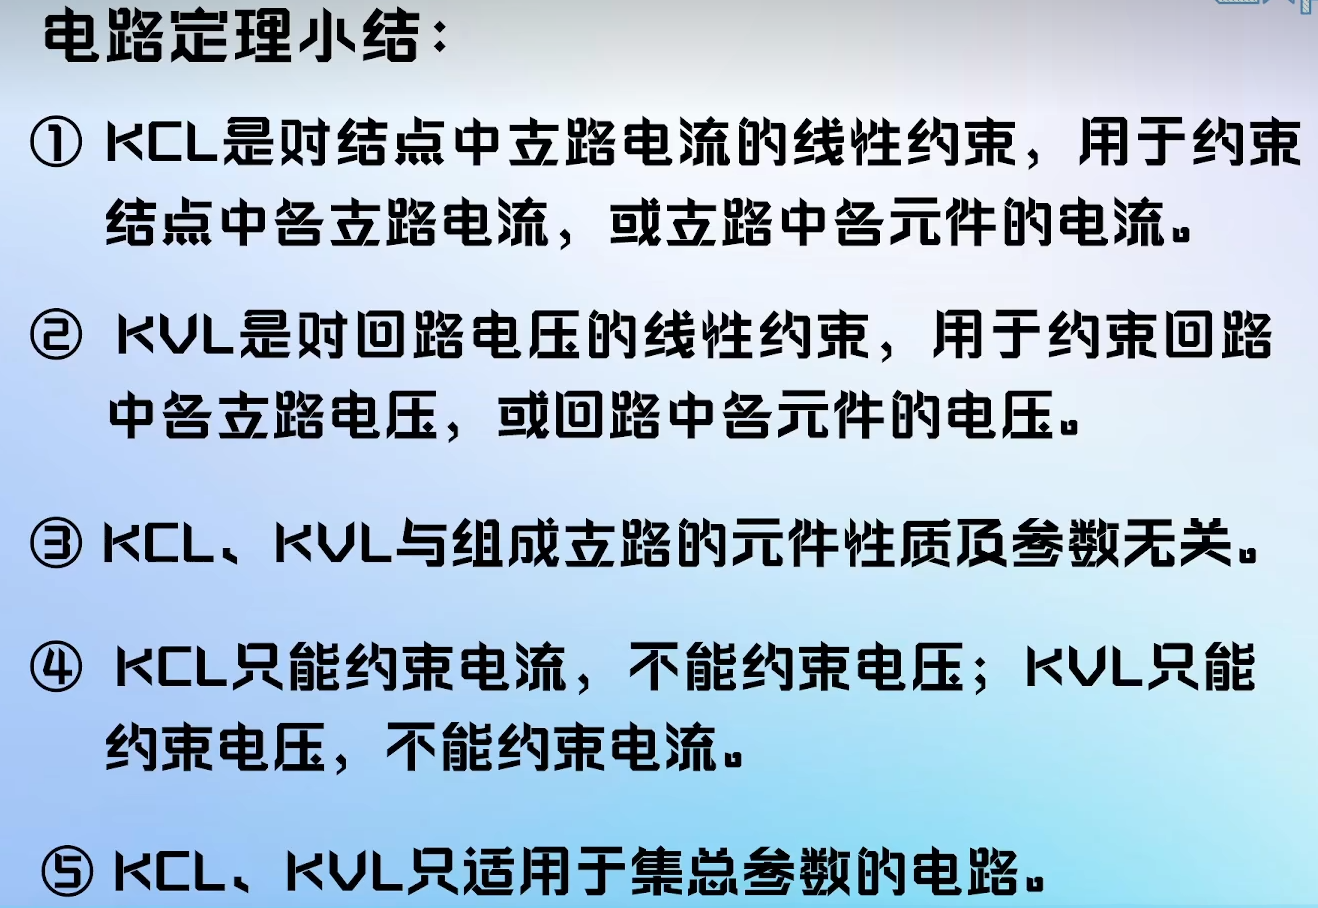 电路定理小结：
① KCL是对结点中支路电流的线性约束，用于约束
结点中各支路电流，或支路中各元件的电流。
② KVL是对回路电压的线性约束，用于约束回路
中各支路电压，或回路中各元件的电压。
③ KCL、KVL与组成支路的元件性质及参数无关。
④ KCL只能约束电流，不能约束电压；KVL只能
约束电压，不能约束电流。
⑤ KCL、KVL只适用于集总参数的电路。